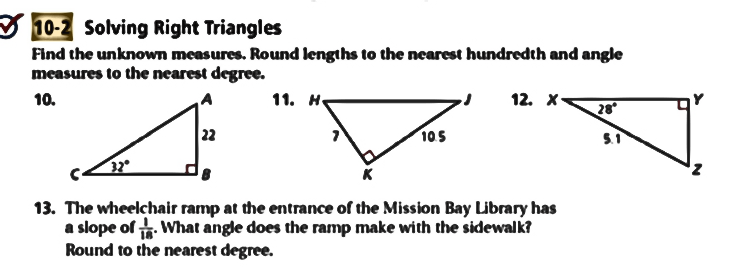 10-2 Solving Right Triangles
Find the unknown measures. Round lengths to the nearest hundredth and angle
measures to the nearest degree.
10. A 22 32° C B
11. H J 7 10.5 K
12. X Y 28° 5.1 Z
13. The wheelchair ramp at the entrance of the Mission Bay Library has
a slope of 1/18. What angle does the ramp make with the sidewalk?
Round to the nearest degree.